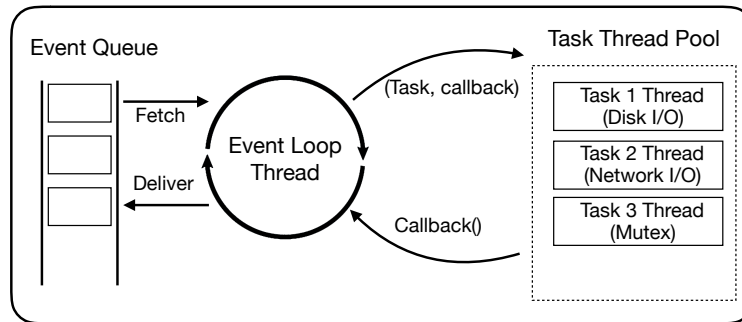 Event Queue
Fetch
Deliver
Event Loop
Thread
(Task, callback)
Callback()
Task Thread Pool
Task 1 Thread
(Disk I/O)
Task 2 Thread
(Network I/O)
Task 3 Thread
(Mutex)